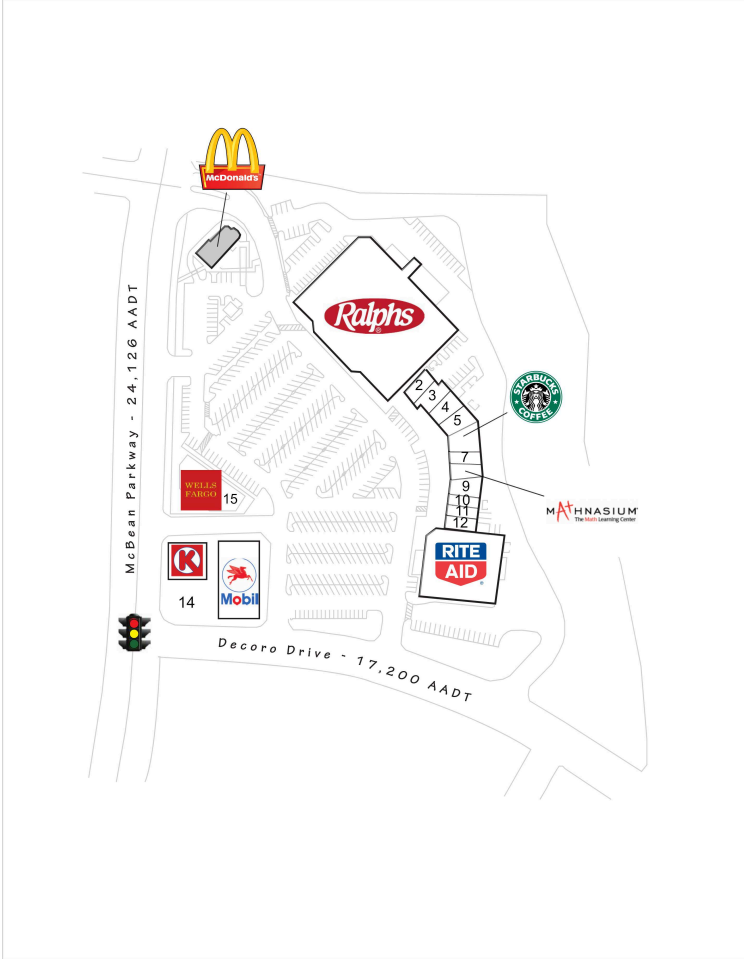 McDonald's
Ralphs
®
STARBUCKS
COFFEE
2
3
4
5
7
9
10
11
12
MATHNASIUM®
The Math Learning Center
WELLS
FARGO
15
RITE
AID
®
K
14
Mobil
McBean Parkway - 24,126 AADT
Decoro Drive - 17,200 AADT